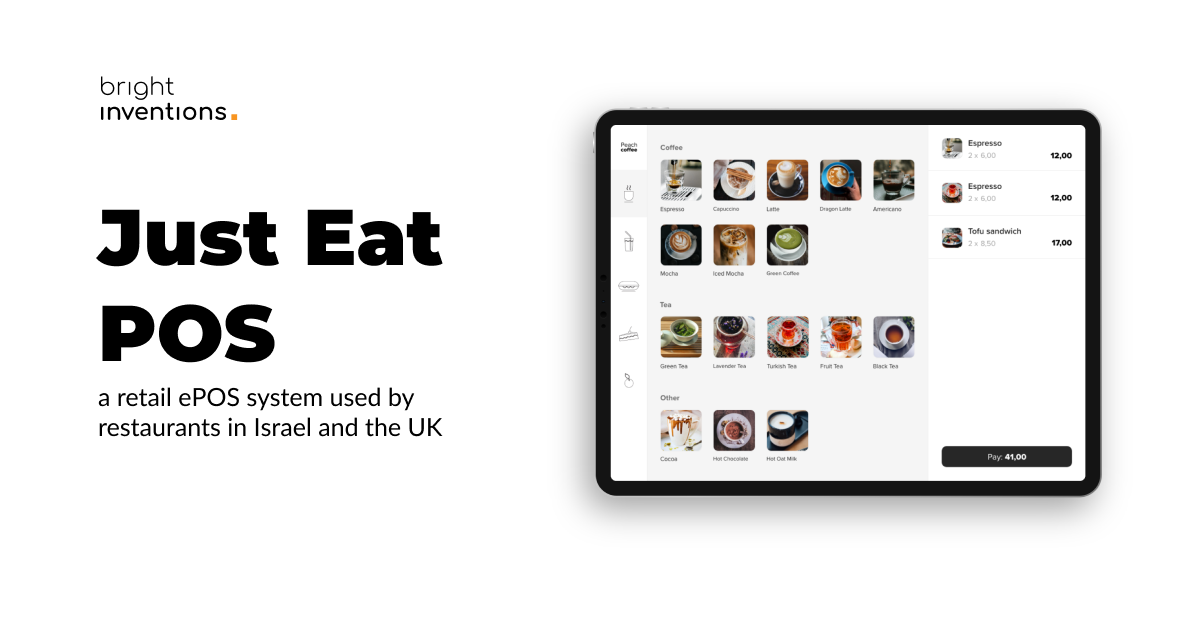 bright
inventions.
Just Eat
POS
a retail ePOS system used by
restaurants in Israel and the UK
Peach
coffee
Coffee
Espresso
Capuccino
Latte
Dragon Latte
Americano
Mocha
Iced Mocha
Green Coffee
Tea
Green Tea
Lavender Tea
Turkish Tea
Fruit Tea
Black Tea
Other
Cocoa
Hot Chocolate
Hot Oat Milk
Espresso
2 x 6,00
12,00
Espresso
2 x 6,00
12,00
Tofu sandwich
2 x 8,50
17,00
Pay: 41,00